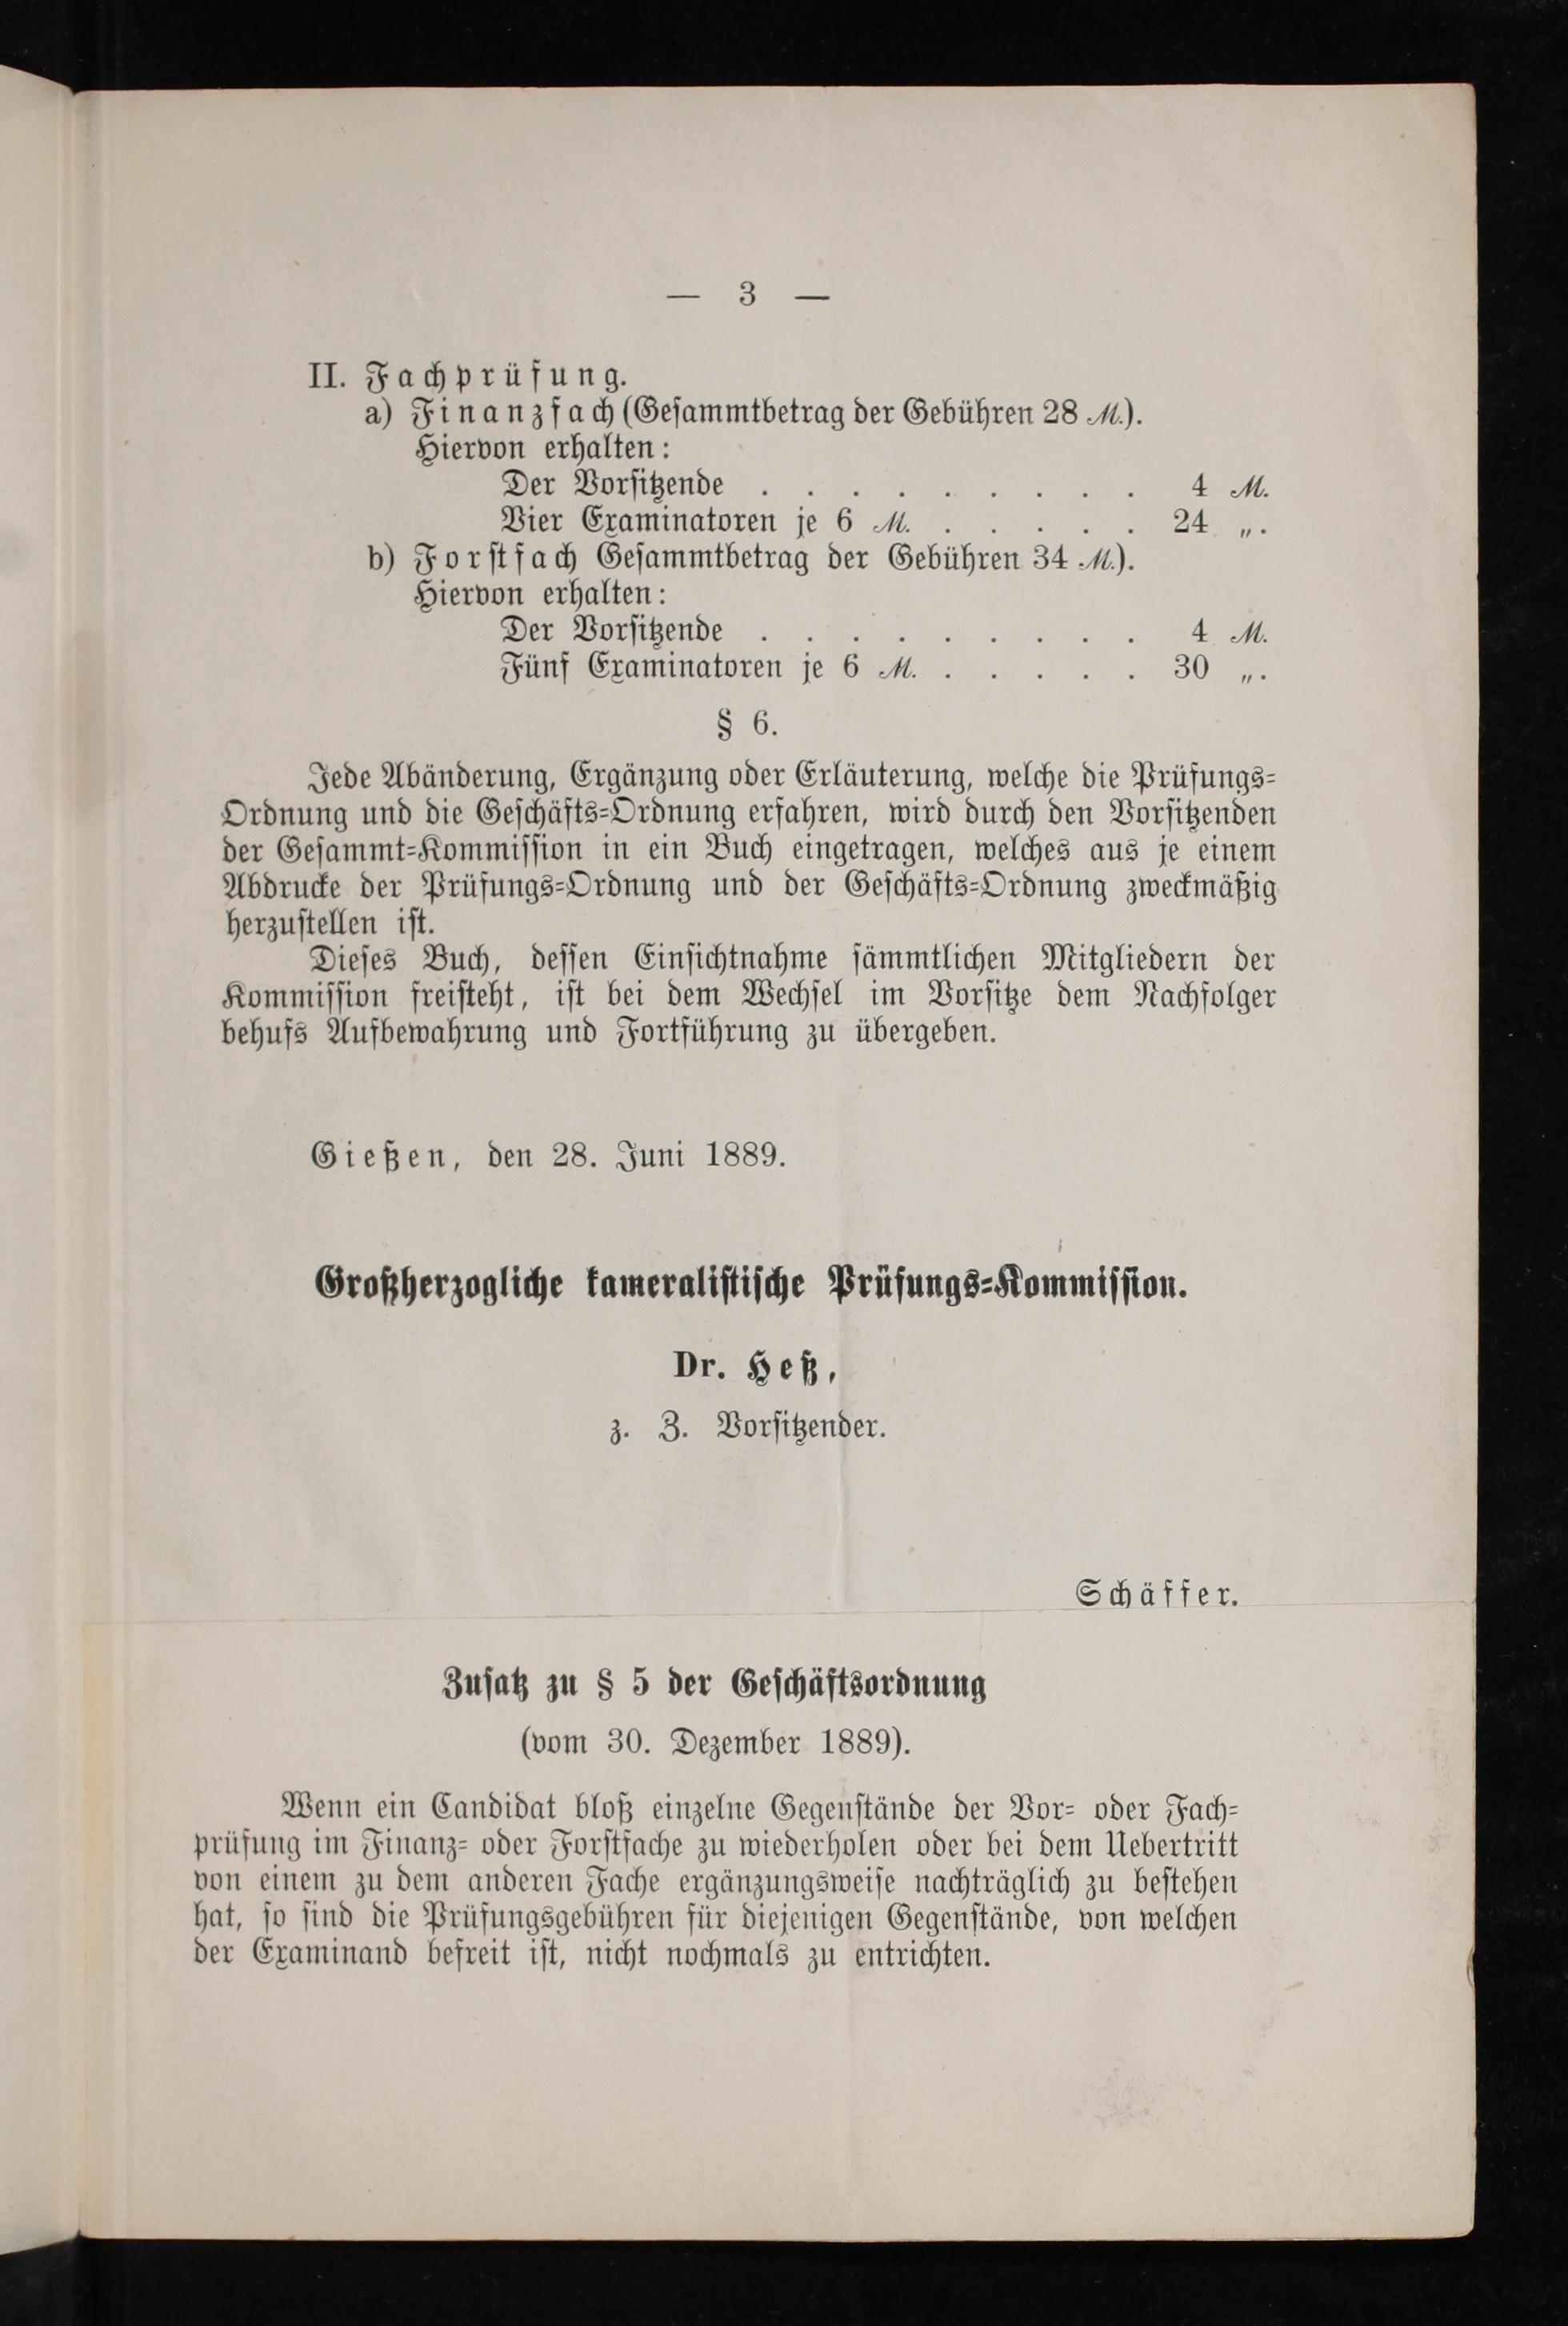 — 3 —
II. Fachprüfung.
a) Finanzfach (Gesammtbetrag der Gebühren 28 M.).
Hiervon erhalten:
Der Vorsitzende . . . . . . . . . 4 M.
Vier Examinatoren je 6 M. . . . . . 24 „.
b) Forstfach Gesammtbetrag der Gebühren 34 M.).
Hiervon erhalten:
Der Vorsitzende . . . . . . . . . 4 M.
Fünf Examinatoren je 6 M. . . . . . 30 „.
§ 6.
Jede Abänderung, Ergänzung oder Erläuterung, welche die Prüfungs-
Ordnung und die Geschäfts-Ordnung erfahren, wird durch den Vorsitzenden
der Gesammt-Kommission in ein Buch eingetragen, welches aus je einem
Abdrucke der Prüfungs-Ordnung und der Geschäfts-Ordnung zweckmäßig
herzustellen ist.
Dieses Buch, dessen Einsichtnahme sämmtlichen Mitgliedern der
Kommission freisteht, ist bei dem Wechsel im Vorsitze dem Nachfolger
behufs Aufbewahrung und Fortführung zu übergeben.
Gießen, den 28. Juni 1889.
Großherzogliche kameralistische Prüfungs-Kommission.
Dr. Heß,
z. Z. Vorsitzender.
Schäffer.
Zusatz zu § 5 der Geschäftsordnung
(vom 30. Dezember 1889).
Wenn ein Candidat bloß einzelne Gegenstände der Vor- oder Fach-
prüfung im Finanz- oder Forstfache zu wiederholen oder bei dem Uebertritt
von einem zu dem anderen Fache ergänzungsweise nachträglich zu bestehen
hat, so sind die Prüfungsgebühren für diejenigen Gegenstände, von welchen
der Examinand befreit ist, nicht nochmals zu entrichten.